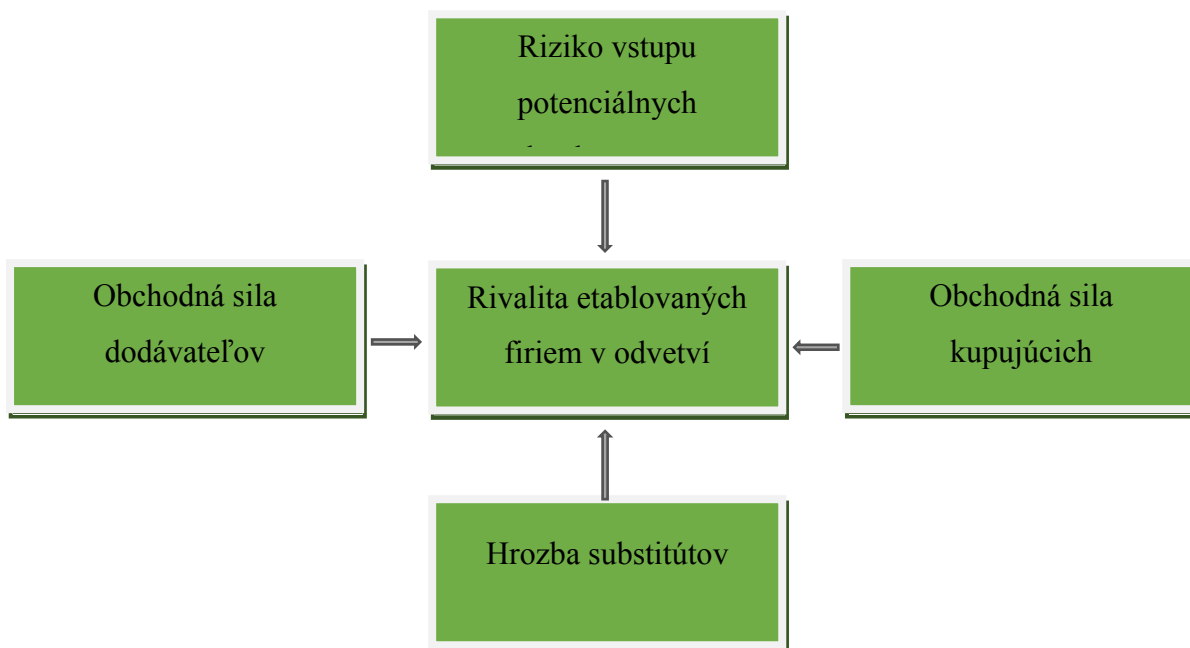 Riziko vstupu
potenciálnych
Obchodná sila
dodávateľov
Rivalita etablovaných
firiem v odvetví
Obchodná sila
kupujúcich
Hrozba substitútov